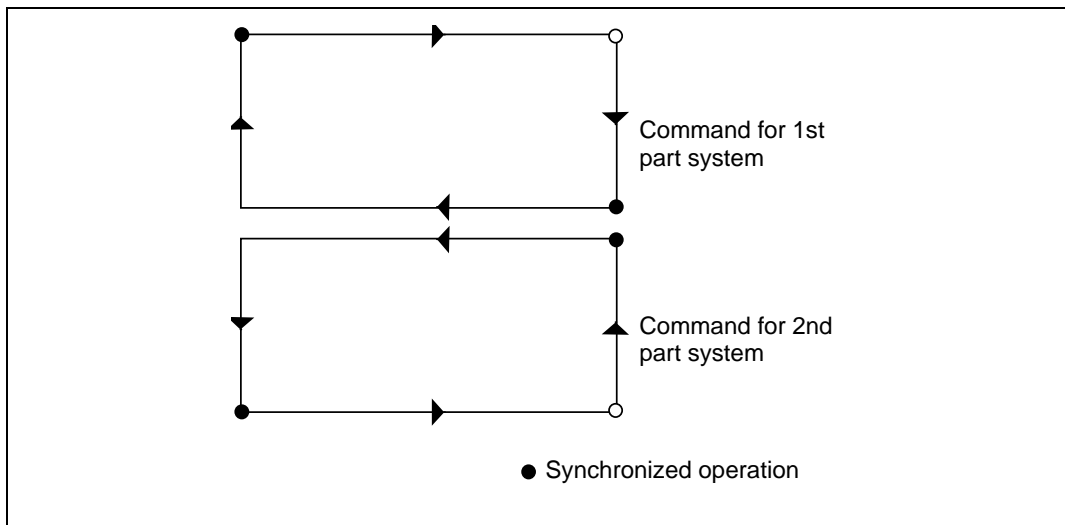 Command for 1st
part system
Command for 2nd
part system
Synchronized operation